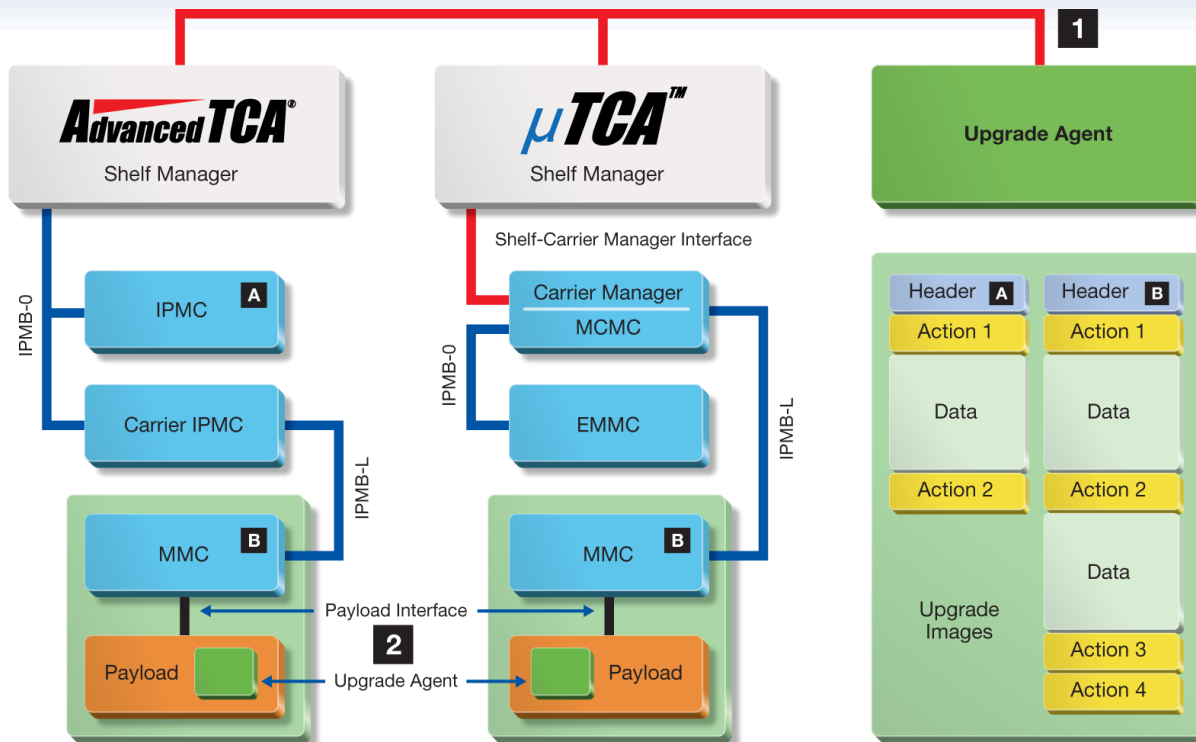 1
AdvancedTCA®
Shelf Manager
µTCA™
Shelf Manager
Upgrade Agent
Shelf-Carrier Manager Interface
IPMB-0
IPMC
A
Carrier IPMC
IPMB-L
MMC
B
Payload
IPMB-0
Carrier Manager
MCMC
EMMC
IPMB-L
MMC
B
Payload
Payload Interface
2
Upgrade Agent
Header A
Action 1
Data
Action 2
Header B
Action 1
Data
Action 2
Data
Action 3
Action 4
Upgrade
Images